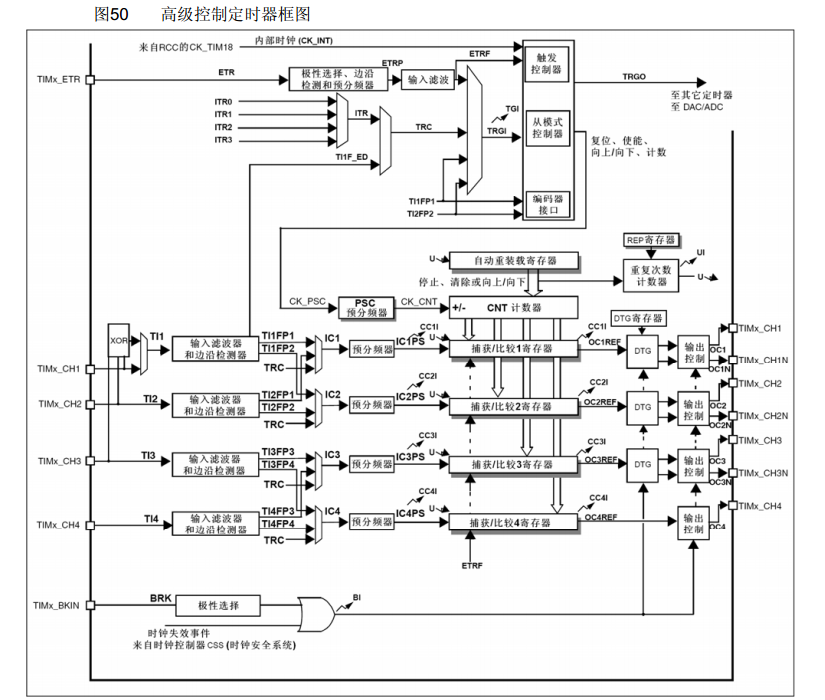 图50 高级控制定时器框图
内部时钟 (CK_INT)
来自RCC的CK_TIM18
TIMx_ETR
ETR
极性选择、边沿
检测和预分频器
ETRP
输入滤波
ETRF
触发
控制器
TRGO
至其它定时器
至 DAC/ADC
ITR0
ITR1
ITR2
ITR3
ITR
TI1F_ED
TRC
TGI
TRGI
从模式
控制器
复位、使能、
向上/向下、计数
TI1FP1
TI2FP2
编码器
接口
REP寄存器
U
自动重装载寄存器
UI
重复次数
计数器
U
停止、清除或向上/向下
CK_PSC
PSC
预分频器
CK_CNT
+/-
CNT 计数器
DTG寄存器
XOR
TI1
输入滤波器
和边沿检测器
TI1FP1
TI1FP2
TRC
IC1
预分频器
IC1PS
CC1I
U
捕获/比较1寄存器
CC1I
OC1REF
DTG
输出
控制
OC1
OC1N
TIMx_CH1
TIMx_CH1N
TIMx_CH1
TIMx_CH2
TI2
输入滤波器
和边沿检测器
TI2FP1
TI2FP2
TRC
IC2
预分频器
IC2PS
CC2I
U
捕获/比较2寄存器
CC2I
OC2REF
DTG
输出
控制
OC2
OC2N
TIMx_CH2
TIMx_CH2N
TIMx_CH3
TI3
输入滤波器
和边沿检测器
TI3FP3
TI3FP4
TRC
IC3
预分频器
IC3PS
CC3I
U
捕获/比较3寄存器
CC3I
OC3REF
DTG
输出
控制
OC3
OC3N
TIMx_CH3
TIMx_CH3N
TIMx_CH4
TI4
输入滤波器
和边沿检测器
TI4FP3
TI4FP4
TRC
IC4
预分频器
IC4PS
CC4I
U
捕获/比较4寄存器
CC4I
OC4REF
输出
控制
OC4
TIMx_CH4
ETRF
TIMx_BKIN
BRK
极性选择
BI
时钟失效事件
来自时钟控制器 CSS (时钟安全系统)